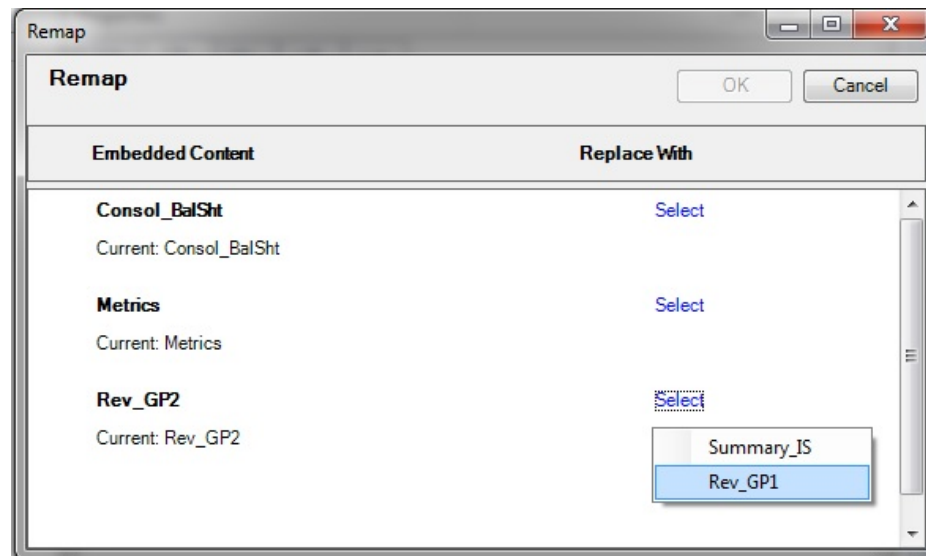 Remap
Remap
OK
Cancel
Embedded Content
Replace With
Consol_BalSht
Select
Current: Consol_BalSht
Metrics
Select
Current: Metrics
Rev_GP2
Select
Current: Rev_GP2
Summary_IS
Rev_GP1